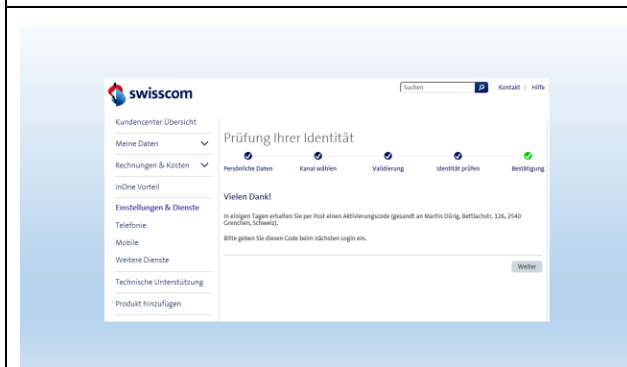 swisscom
Suchen
Kontakt | Hilfe
Kundencenter Übersicht
Meine Daten
Rechnungen & Kosten
inOne Vorteil
Einstellungen & Dienste
Telefonie
Mobile
Weitere Dienste
Technische Unterstützung
Produkt hinzufügen
Prüfung Ihrer Identität
Persönliche Daten
Kanal wählen
Validierung
Identität prüfen
Bestätigung
Vielen Dank!
In einigen Tagen erhalten Sie per Post einen Aktivierungscode (gesandt an Martin Dürig, Bettlachstr. 126, 2540
Grenchen, Schweiz).
Bitte geben Sie diesen Code beim nächsten Login ein.
Weiter